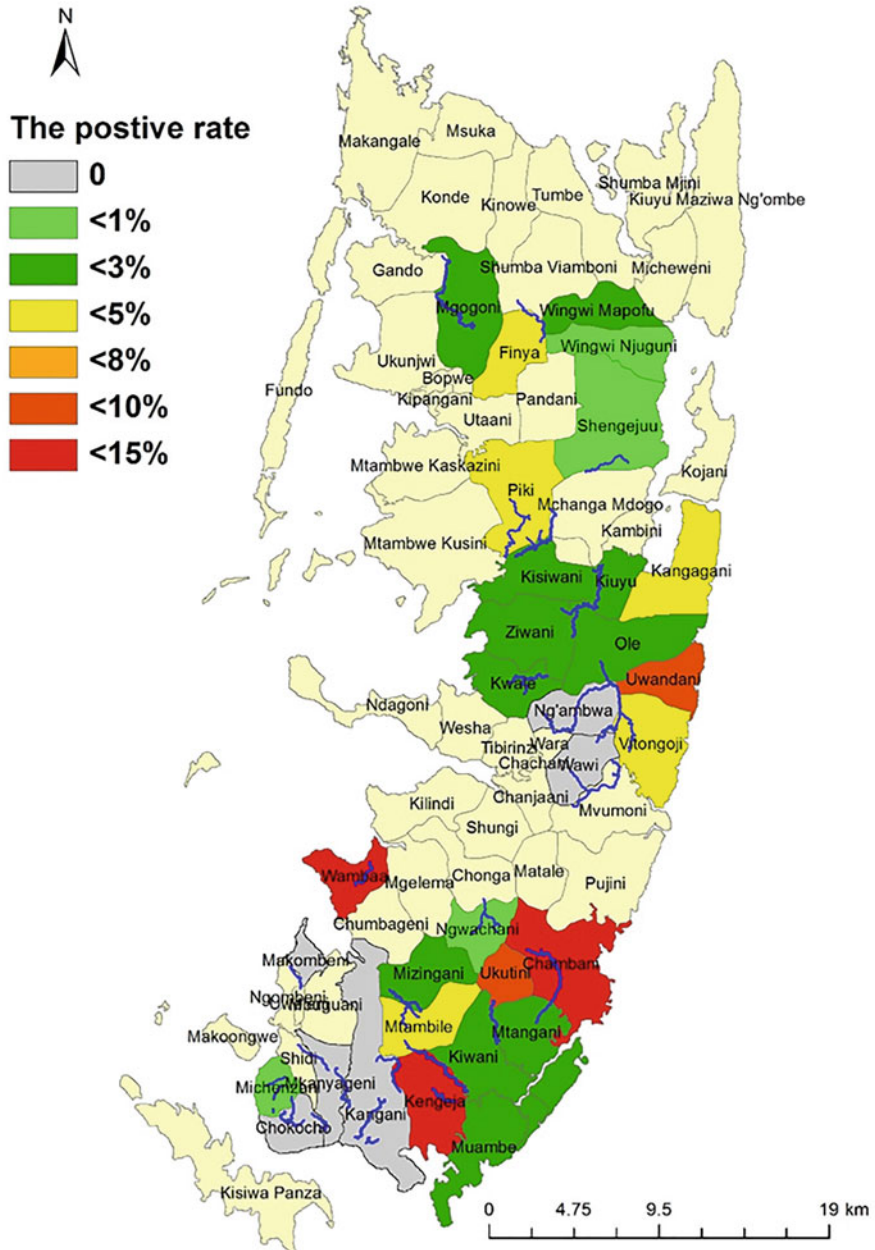 N
The postive rate
0
<1%
<3%
<5%
<8%
<10%
<15%
Msuka
Makangale
Shumba Mjini
Konde
Tumbe
Kinowe
Kiuyu Maziwa Ng'ombe
Gando
Shumba Viamboni
Micheweni
Mgogoni
Wingwi Mapofu
Finya
Wingwi Njuguni
Ukunjwi
Bopwe
Fundo
Kipangani
Pandani
Utaani
Shengejuu
Mtambwe Kaskazini
Kojani
Piki
Mchanga Mdogo
Kambini
Mtambwe Kusini
Kangagani
Kisiwani
Kiuyu
Ziwani
Ole
Kwale
Uwandani
Ndagoni
Ng'ambwa
Wesha
Tibirinzi
Wara
Vitongoji
Wawi
Chanjaani
Kilindi
Mvumoni
Shungi
Wambaa
Mgelema
Chonga
Matale
Pujini
Chumbageni
Ngwachani
Makombeni
Mizingani
Ukutini
Chambani
Ngombeni
Makoongwe
Mtambile
Mtangani
Shidi
Kiwani
Michenzani
Mkanyageni
Kengeja
Kangani
Chokocho
Muambe
Kisiwa Panza
0 4.75 9.5 19 km